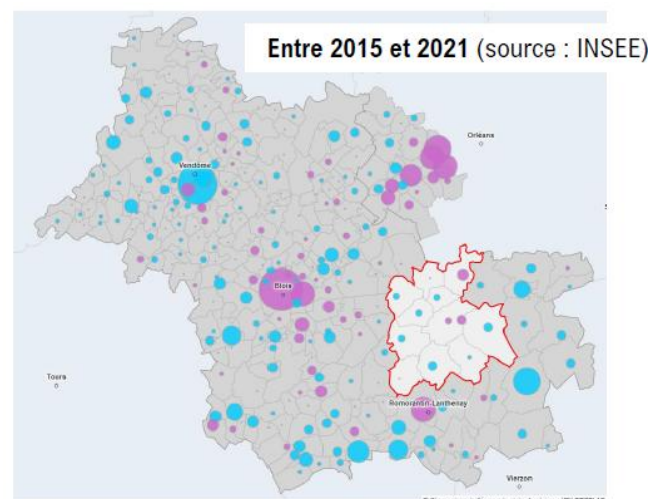 Entre 2015 et 2021 (source : INSEE)
Orléans
Vendôme
Blois
Tours
Romorantin-Lanthenay
Vierzon